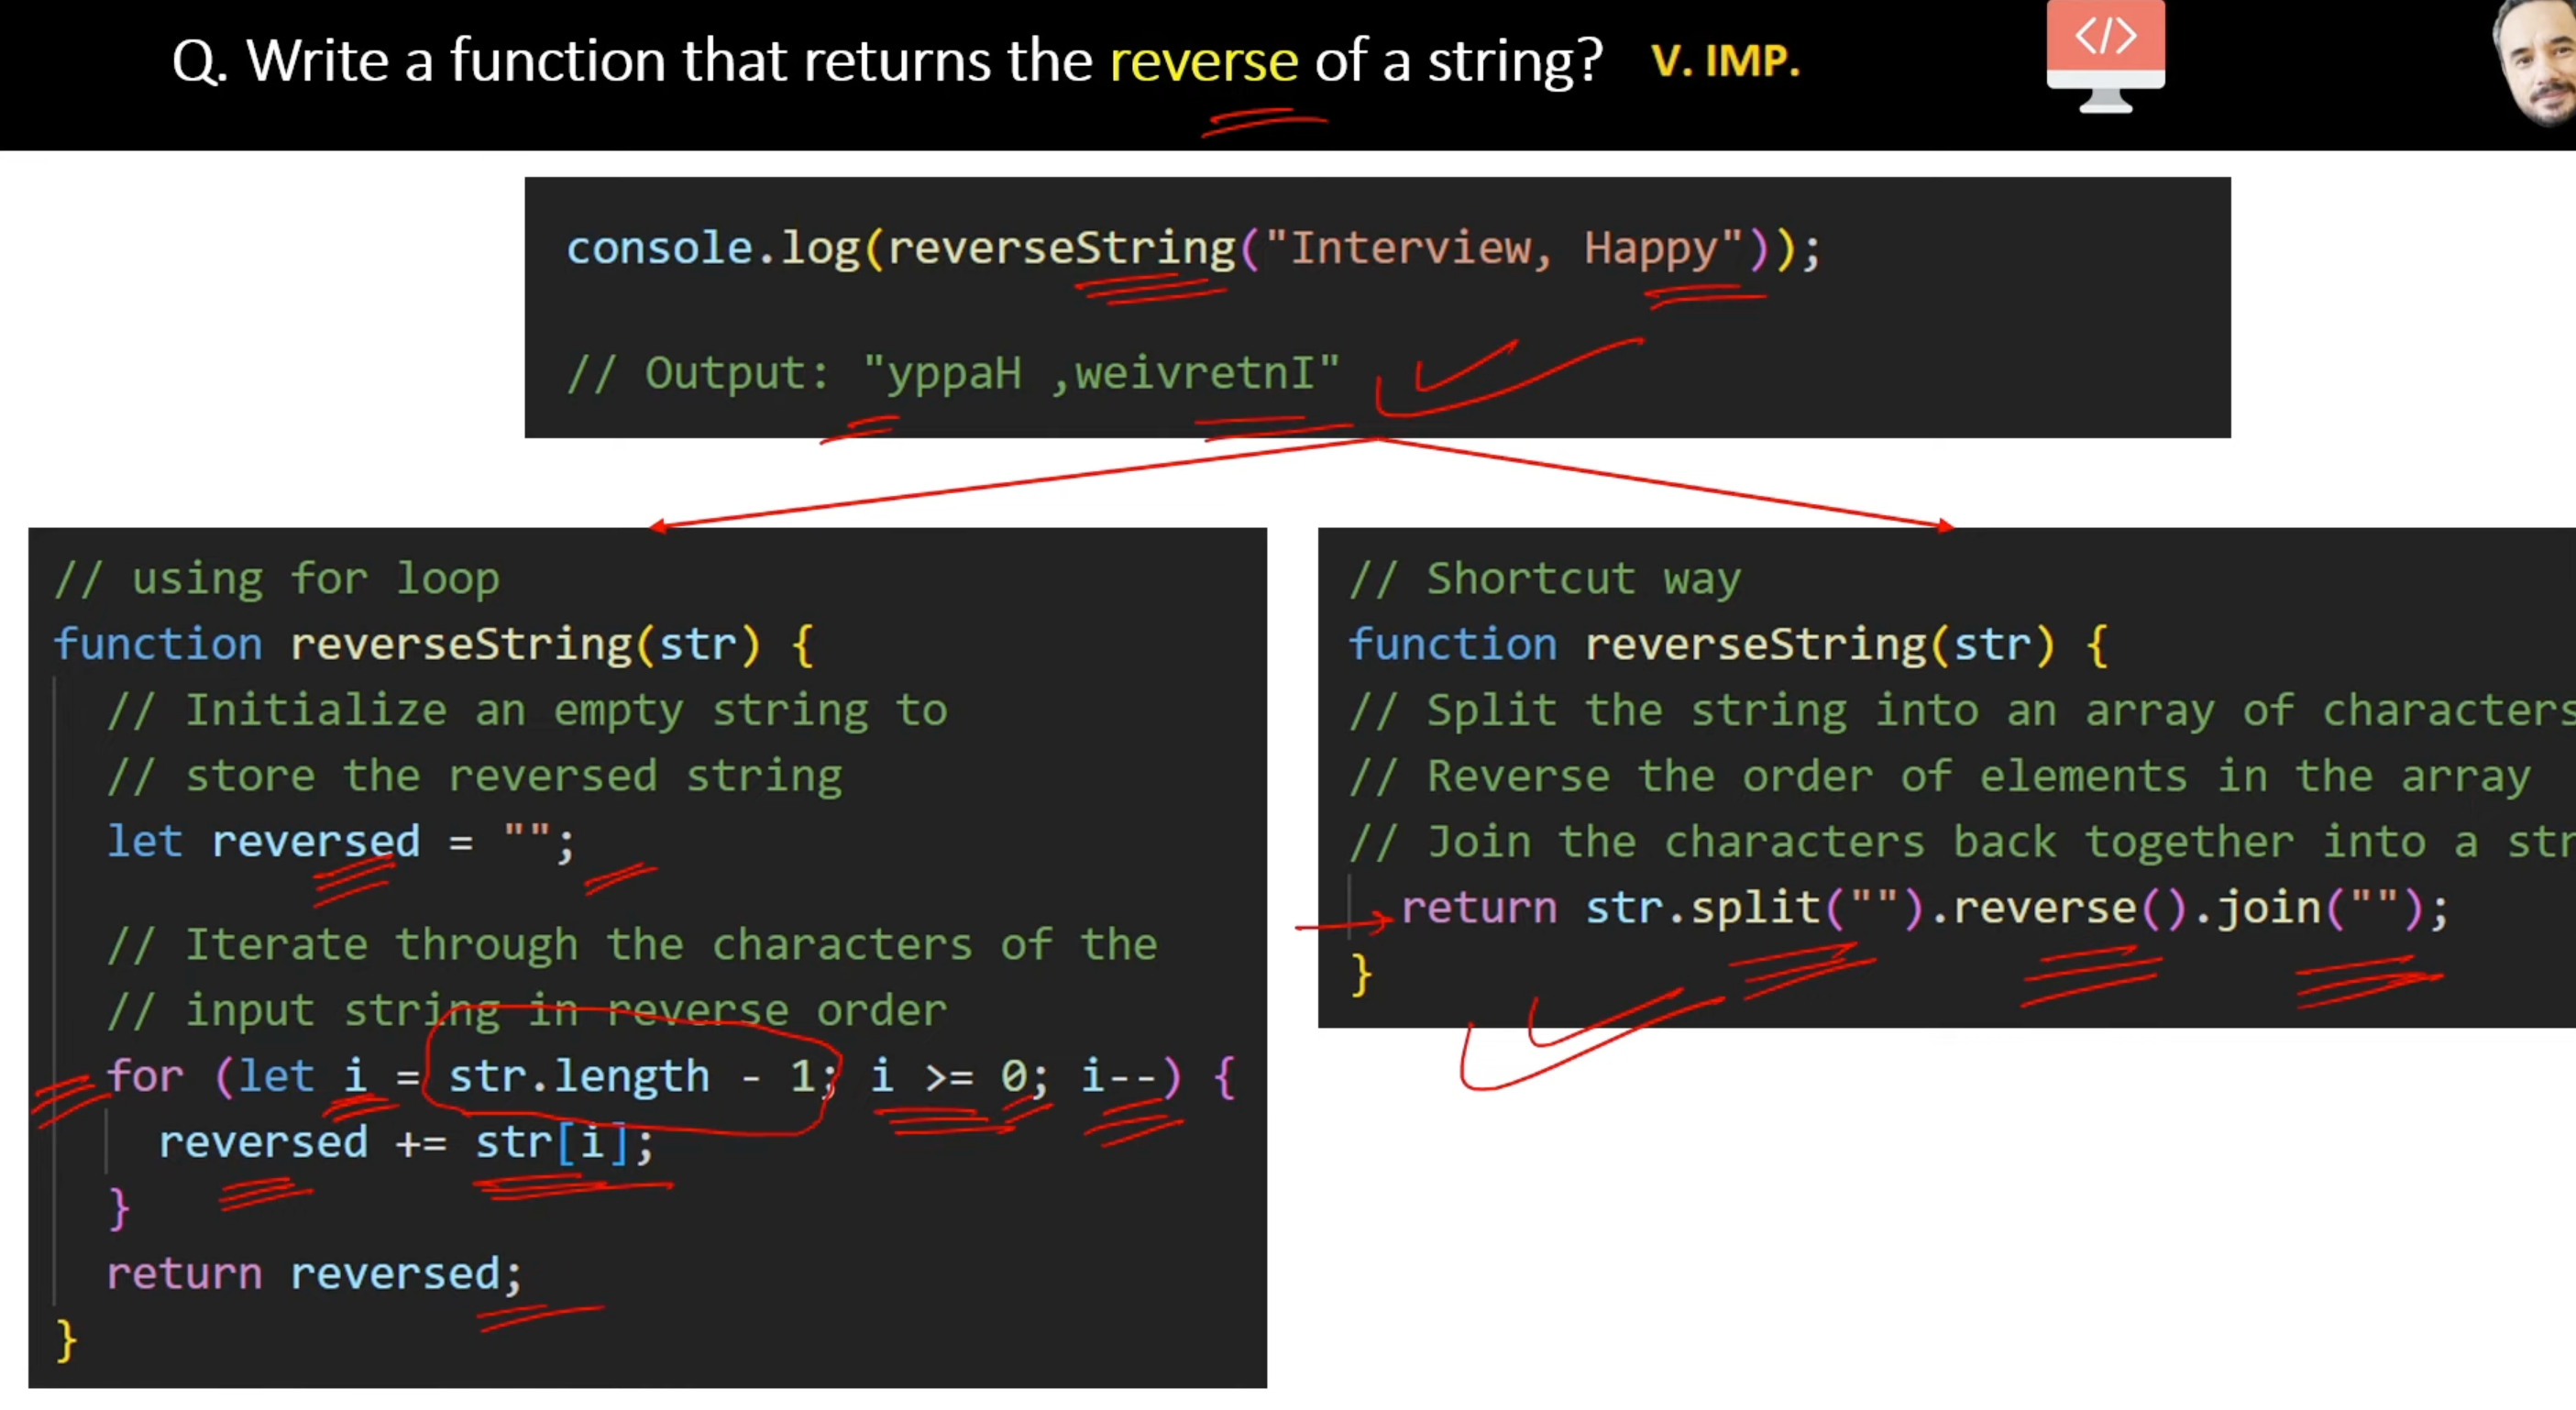 Q. Write a function that returns the reverse of a string? V. IMP.
</>
console.log(reverseString("Interview, Happy"));
// Output: "yppaH ,weivretnI"
// using for loop
function reverseString(str) {
// Initialize an empty string to
// store the reversed string
let reversed = "";
// Iterate through the characters of the
// input string in reverse order
for (let i = str.length - 1; i >= 0; i--) {
reversed += str[i];
}
return reversed;
}
// Shortcut way
function reverseString(str) {
// Split the string into an array of characters
// Reverse the order of elements in the array
// Join the characters back together into a str
return str.split("").reverse().join("");
}